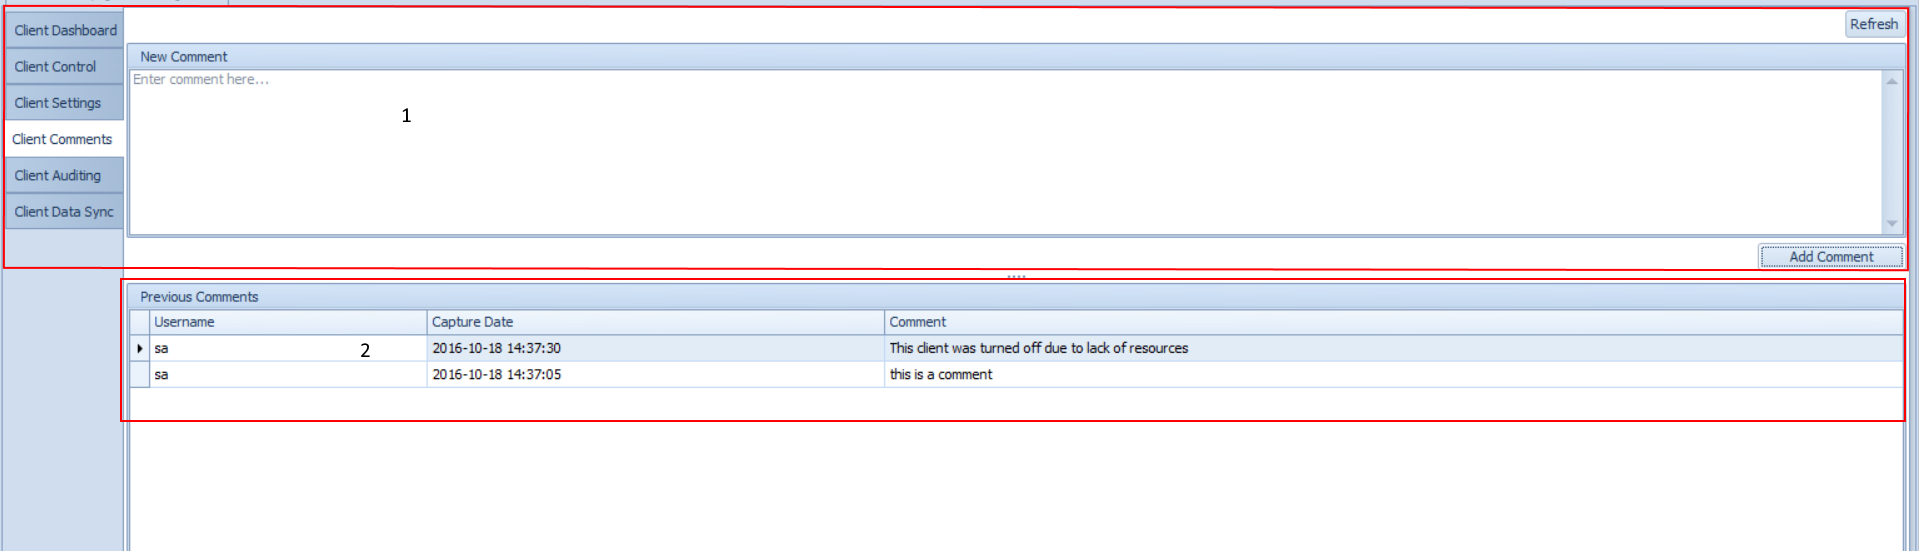 Refresh
Client Dashboard
Client Control
Client Settings
Client Comments
Client Auditing
Client Data Sync
New Comment
Enter comment here...
1
Add Comment
Previous Comments
Username Capture Date Comment
sa 2 2016-10-18 14:37:30 This client was turned off due to lack of resources
sa 2016-10-18 14:37:05 this is a comment